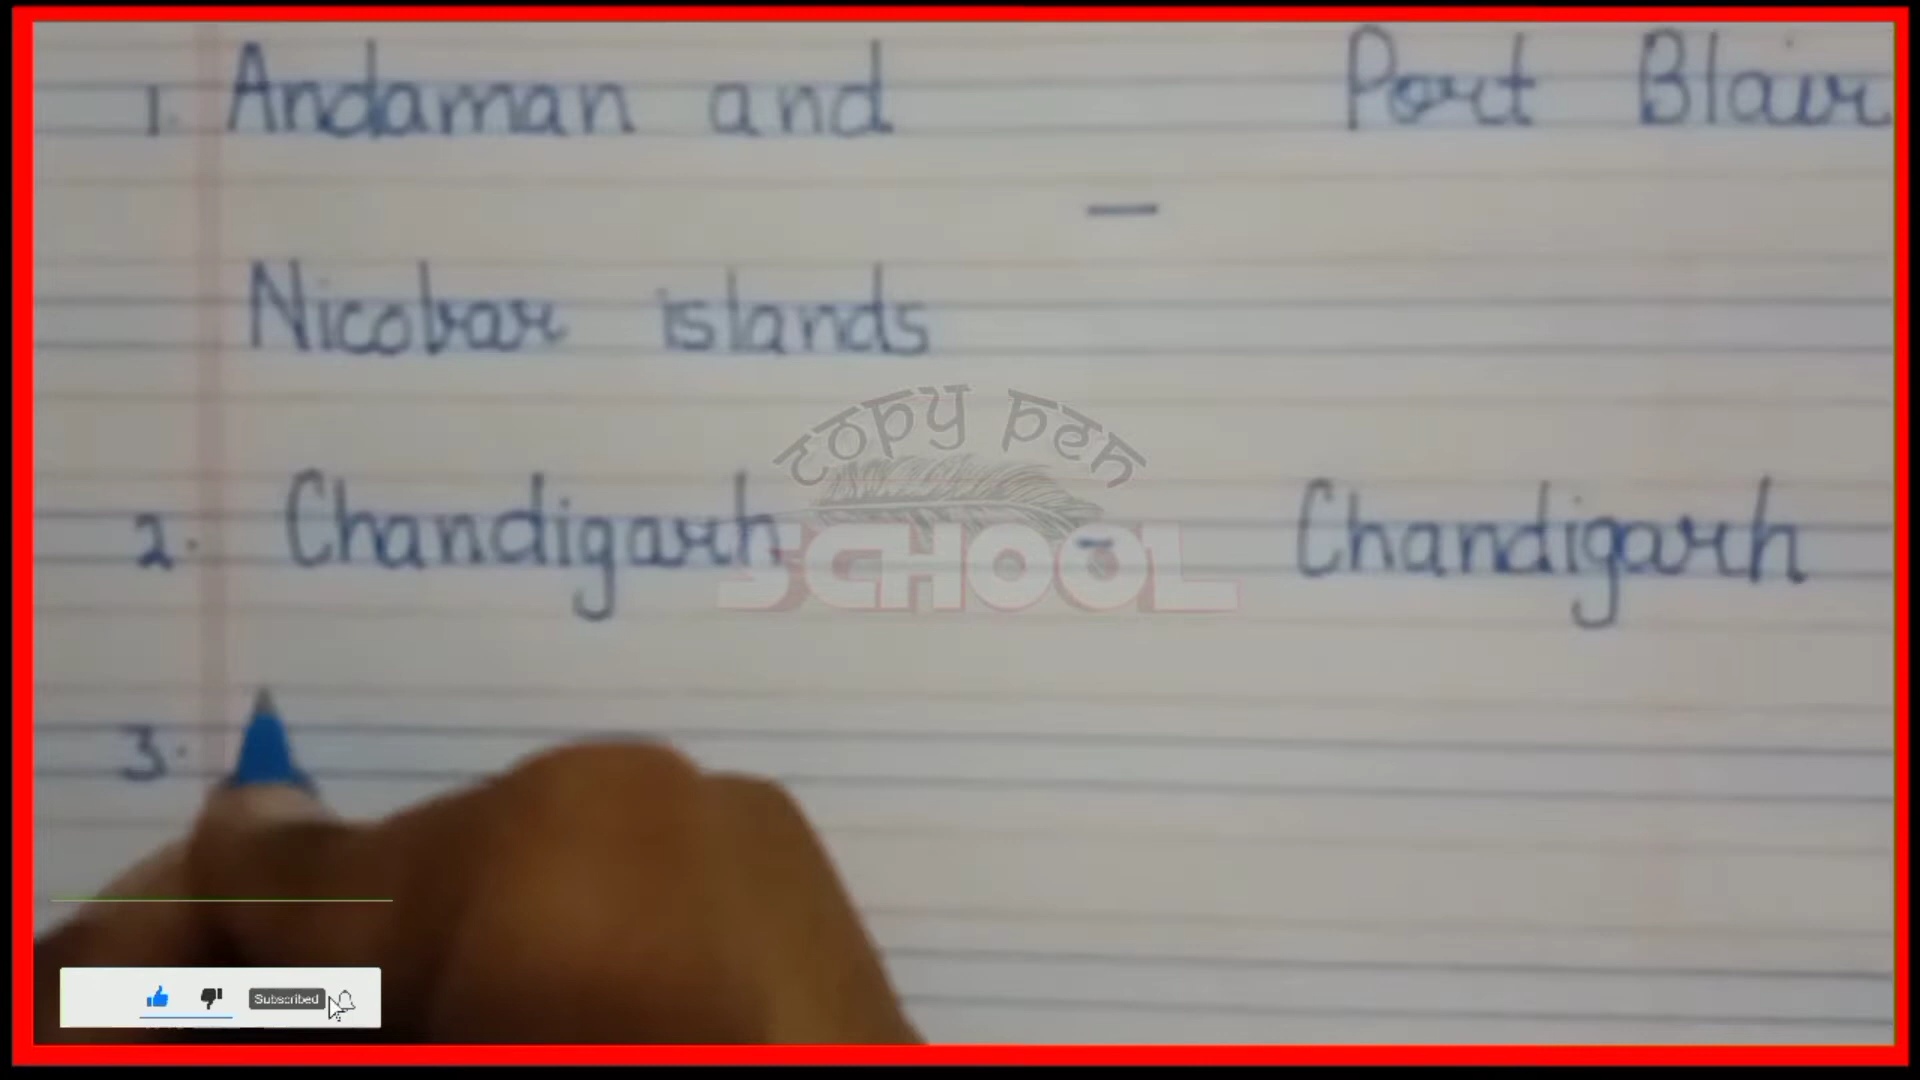 1. Andaman and – Port Blair
Nicobar islands
copy pen
SCHOOL
2. Chandigarh - Chandigarh
3.
Subscribed